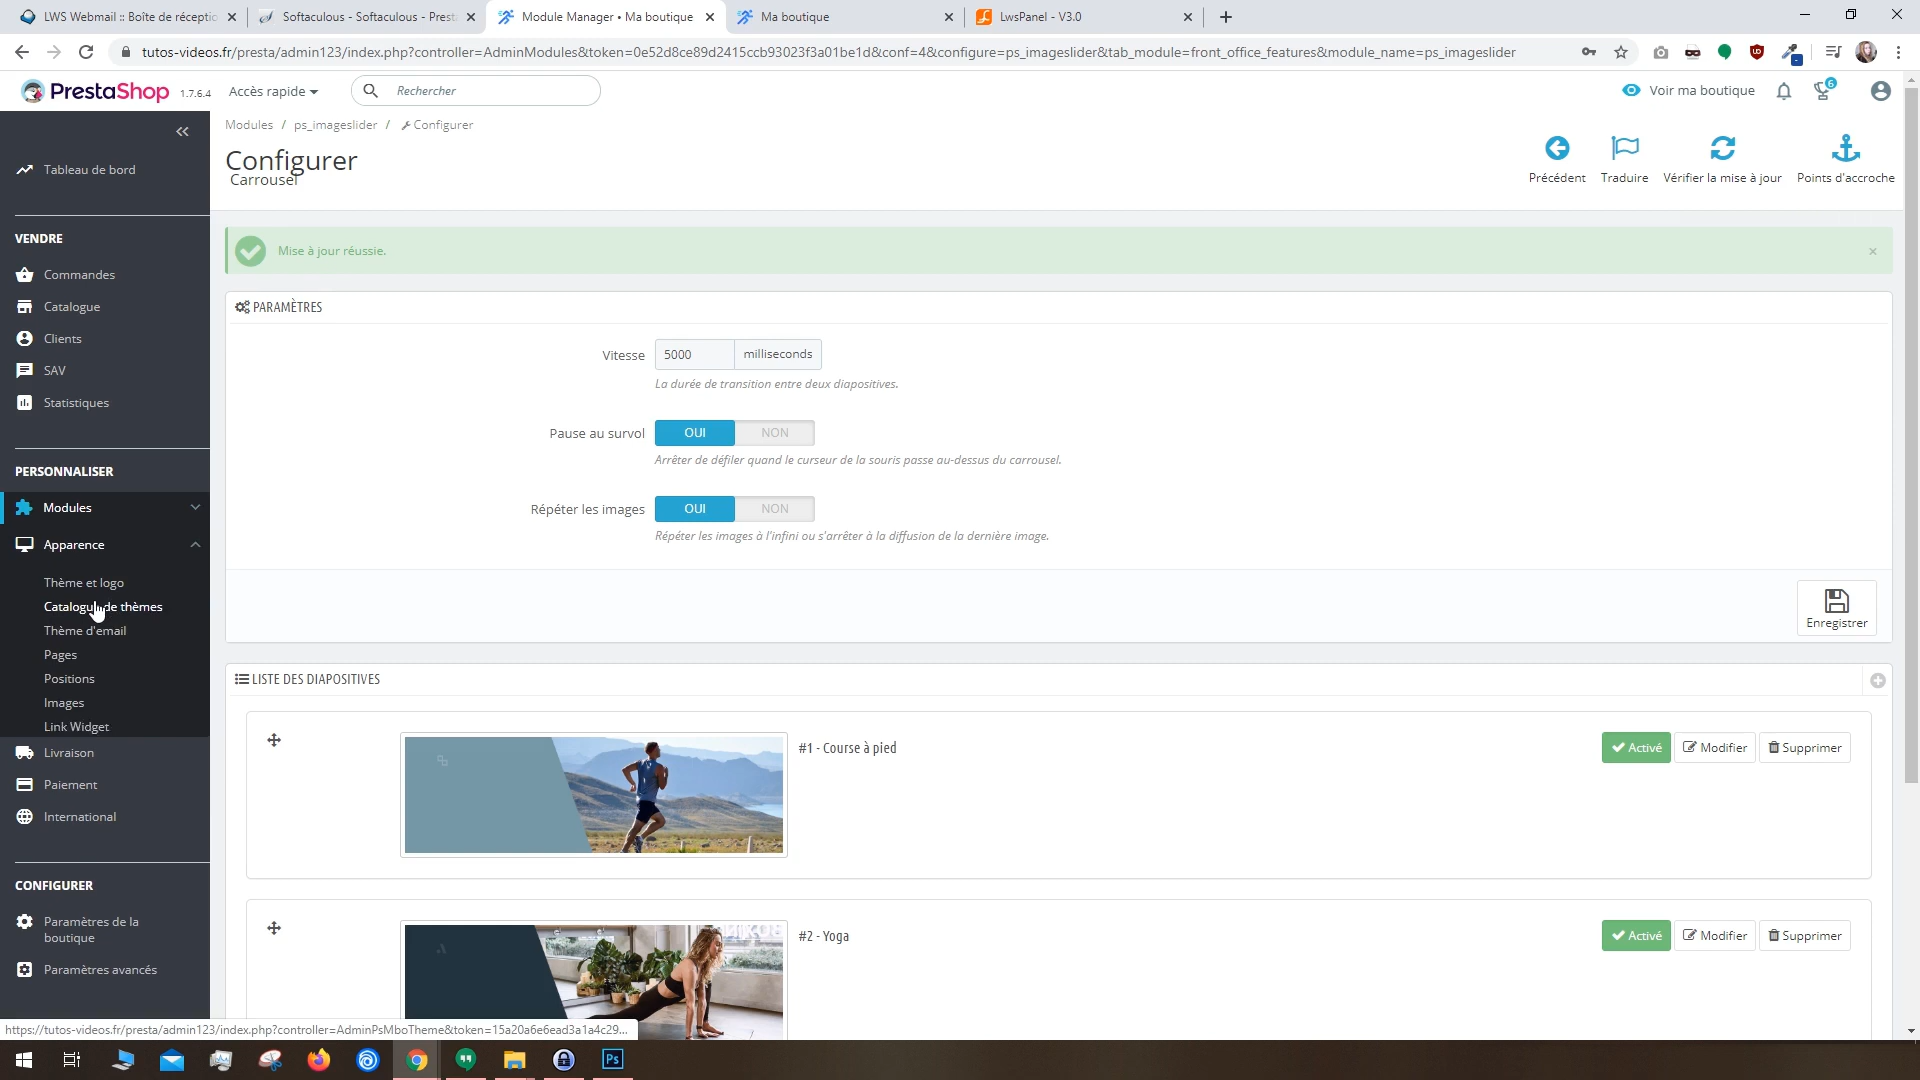 LWS Webmail :: Boîte de réceptio
Softaculous - Softaculous - Presta
Module Manager • Ma boutique
Ma boutique
LwsPanel - V3.0
tutos-videos.fr/presta/admin123/index.php?controller=AdminModules&token=0e52d8ce89d2415ccb93023f3a01be1d&conf=4&configure=ps_imageslider&tab_module=front_office_features&module_name=ps_imageslider
PrestaShop 1.7.6.4
Accès rapide
Rechercher
Voir ma boutique
6
Modules / ps_imageslider / Configurer
Configurer
Carrousel
Précédent
Traduire
Vérifier la mise à jour
Points d'accroche
Tableau de bord
VENDRE
Commandes
Catalogue
Clients
SAV
Statistiques
PERSONNALISER
Modules
Apparence
Thème et logo
Catalogue de thèmes
Thème d'email
Pages
Positions
Images
Link Widget
Livraison
Paiement
International
CONFIGURER
Paramètres de la
boutique
Paramètres avancés
Mise à jour réussie.
PARAMÈTRES
Vitesse 5000 milliseconds
La durée de transition entre deux diapositives.
Pause au survol OUI NON
Arrêter de défiler quand le curseur de la souris passe au-dessus du carrousel.
Répéter les images OUI NON
Répéter les images à l'infini ou s'arrêter à la diffusion de la dernière image.
Enregistrer
LISTE DES DIAPOSITIVES
#1 - Course à pied
Activé Modifier Supprimer
#2 - Yoga
Activé Modifier Supprimer
https://tutos-videos.fr/presta/admin123/index.php?controller=AdminPsMboTheme&token=15a20a6e6ead3a1a4c29...
Ps